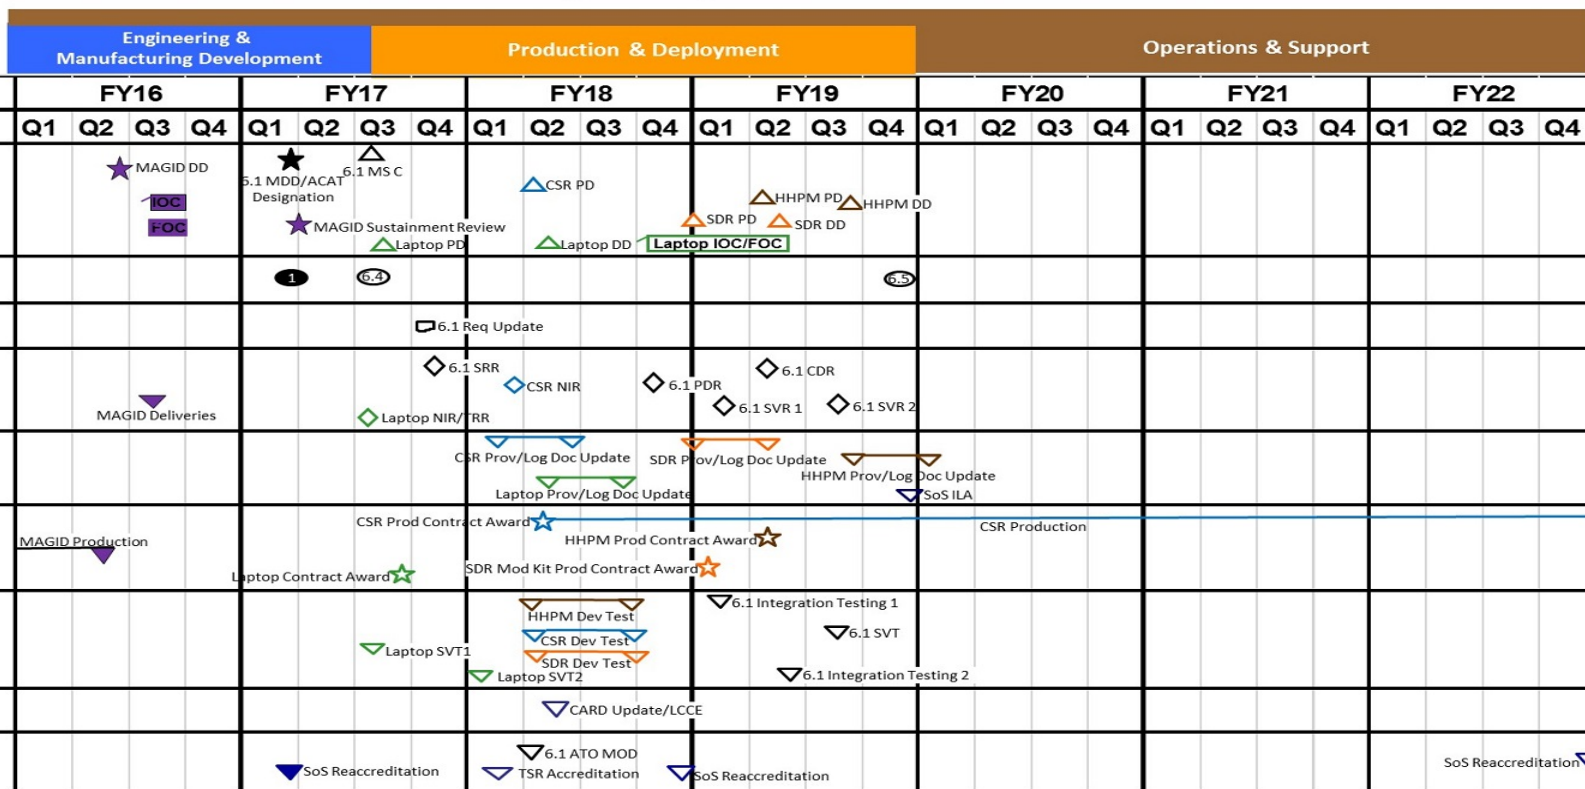 Engineering &
Manufacturing Development
Production & Deployment
Operations & Support
FY16 FY17 FY18 FY19 FY20 FY21 FY22
Q1 Q2 Q3 Q4 Q1 Q2 Q3 Q4 Q1 Q2 Q3 Q4 Q1 Q2 Q3 Q4 Q1 Q2 Q3 Q4 Q1 Q2 Q3 Q4 Q1 Q2 Q3 Q4
MAGID DD
6.1 MDD/ACAT
Designation
6.1 MS C
CSR PD
HHPM PD
HHPM DD
IOC
FOC
MAGID Sustainment Review
SDR PD
SDR DD
Laptop PD
Laptop DD
Laptop IOC/FOC
1
6.4
6.5
6.1 Req Update
6.1 SRR
CSR NIR
6.1 PDR
6.1 CDR
6.1 SVR 1
6.1 SVR 2
MAGID Deliveries
Laptop NIR/TRR
CSR Prov/Log Doc Update
SDR Prov/Log Doc Update
HHPM Prov/Log Doc Update
Laptop Prov/Log Doc Update
SoS ILA
CSR Prod Contract Award
CSR Production
MAGID Production
HHPM Prod Contract Award
Laptop Contract Award
SDR Mod Kit Prod Contract Award
6.1 Integration Testing 1
HHPM Dev Test
CSR Dev Test
6.1 SVT
Laptop SVT1
SDR Dev Test
Laptop SVT2
6.1 Integration Testing 2
CARD Update/LCCE
6.1 ATO MOD
SoS Reaccreditation
TSR Accreditation
SoS Reaccreditation
SoS Reaccreditation